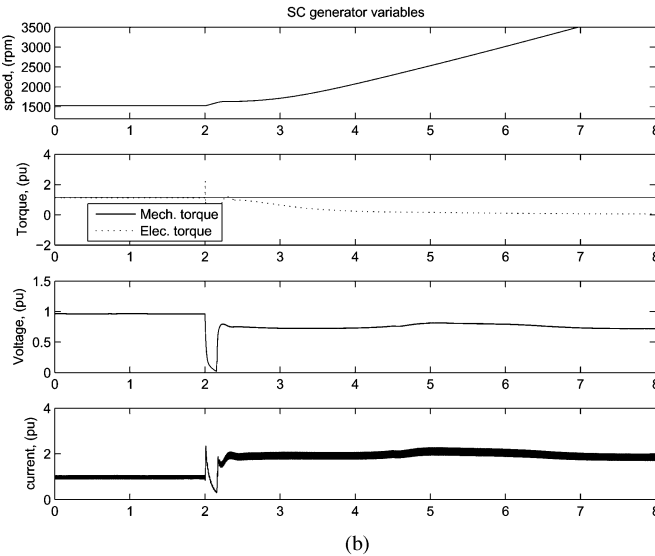 SC generator variables
3500
3000
2500
2000
1500
speed, (rpm)
0 1 2 3 4 5 6 7 8
4
2
0
−2
Torque, (pu)
Mech. torque
Elec. torque
0 1 2 3 4 5 6 7 8
1.5
1
0.5
0
Voltage, (pu)
0 1 2 3 4 5 6 7 8
4
2
0
current, (pu)
0 1 2 3 4 5 6 7 8
(b)